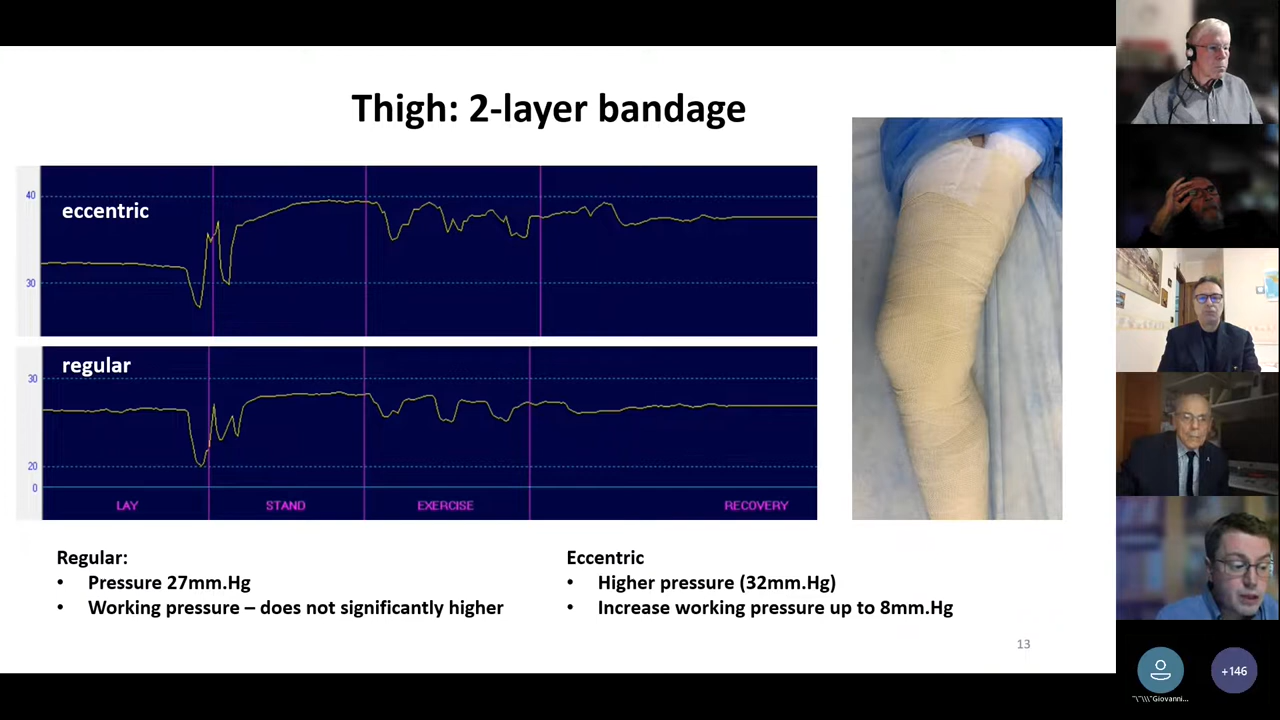 Thigh: 2-layer bandage
40
eccentric
30
regular
30
20
0
LAY
STAND
EXERCISE
RECOVERY
Regular:
• Pressure 27mm.Hg
• Working pressure – does not significantly higher
Eccentric
• Higher pressure (32mm.Hg)
• Increase working pressure up to 8mm.Hg
13
"\"\\\"Giovanni...
+146